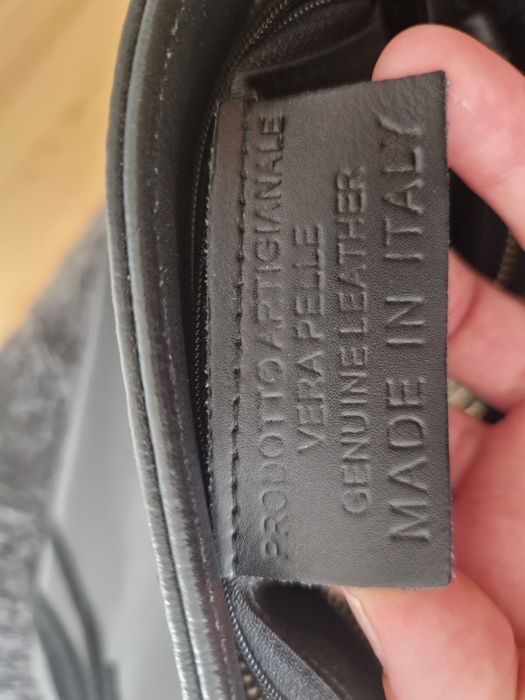 PRODOTTO ARTIGIANALE
VERA PELLE
GENUINE LEATHER
MADE IN ITALY